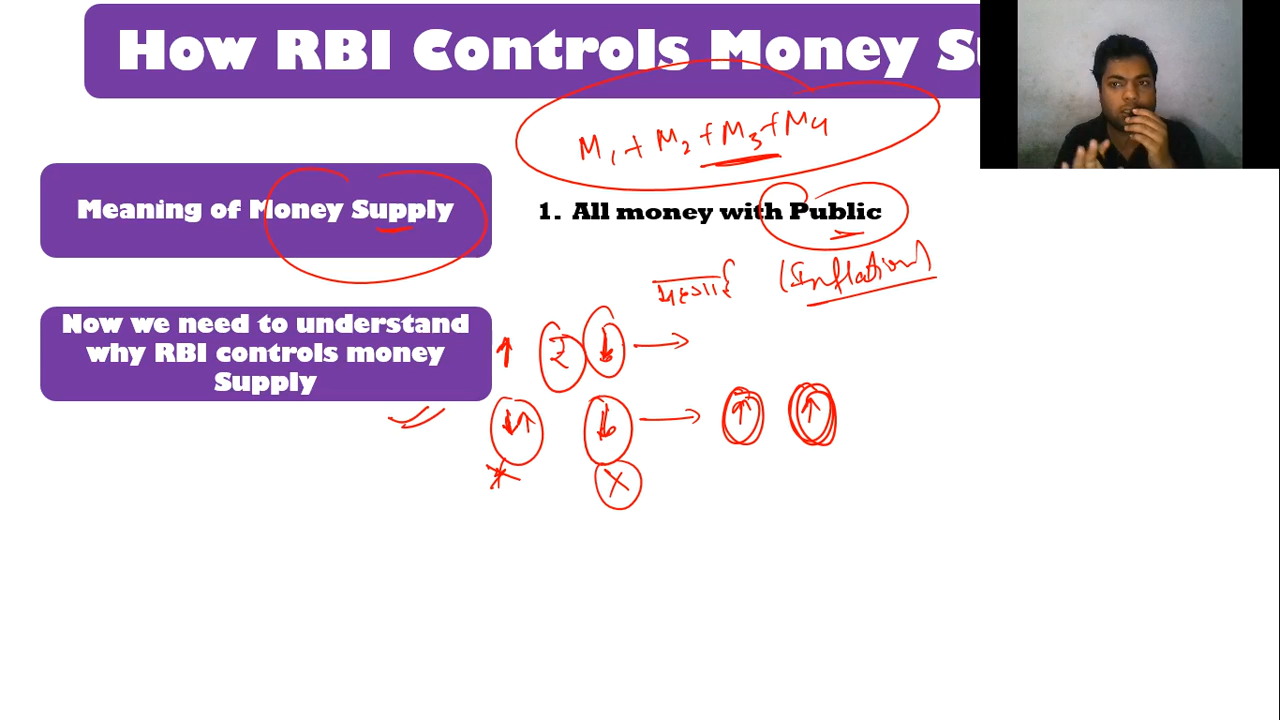 How RBI Controls Money Su
M₁ + M₂ + M₃ + M₄
Meaning of Money Supply
1. All money with Public
महंगाई (Inflation)
Now we need to understand
why RBI controls money
Supply
↑ ₹ ↓ →
↓↑ ↓ → ↑ ↑
X